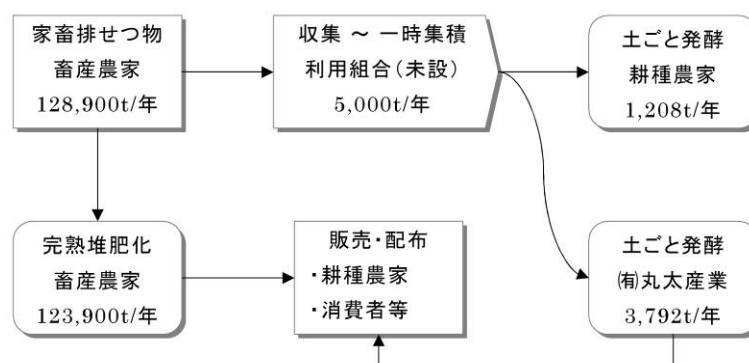 家畜排せつ物
畜産農家
128,900t/年
収集 ～ 一時集積
利用組合（未設）
5,000t/年
土ごと発酵
耕種農家
1,208t/年
完熟堆肥化
畜産農家
123,900t/年
販売・配布
・耕種農家
・消費者等
土ごと発酵
㈲丸太産業
3,792t/年